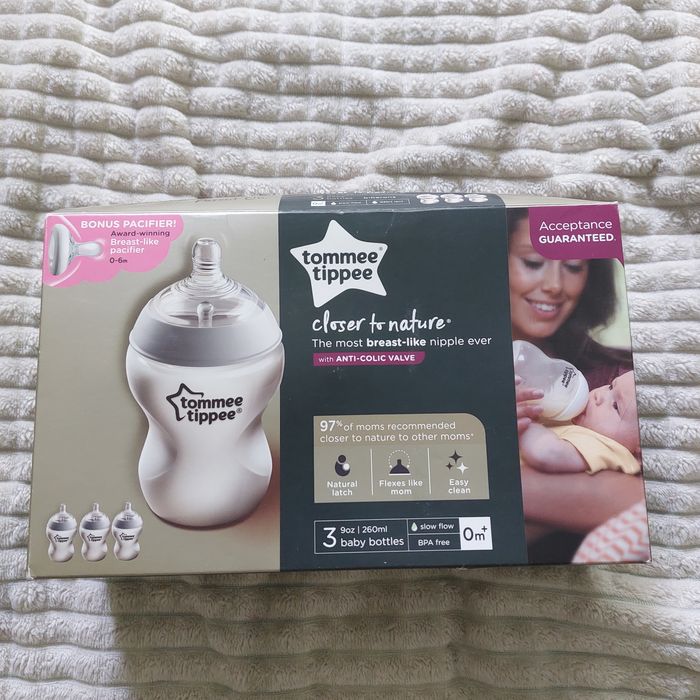 BONUS PACIFIER!
Award-winning
Breast-like
pacifier
0-6m
tommee
tippee®
tommee
tippee
closer to nature®
The most breast-like nipple ever
with ANTI-COLIC VALVE
97% of moms recommended
closer to nature to other moms*
Natural
latch
Flexes like
mom
Easy
clean
3 9oz | 260ml
baby bottles
slow flow
BPA free
0m+
Acceptance
GUARANTEED.
tommee
tippee